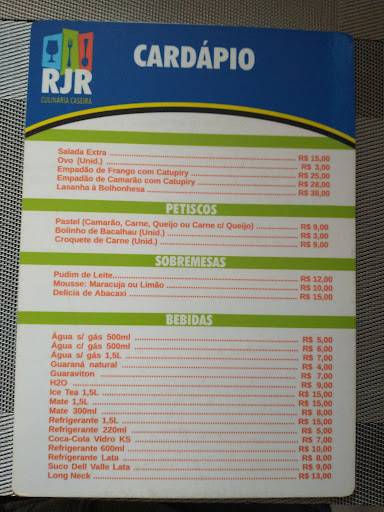 RJR
CULINÁRIA CASEIRA
CARDÁPIO
Salada Extra R$ 15,00
Ovo (Unid.) R$ 3,00
Empadão de Frango com Catupiry R$ 25,00
Empadão de Camarão com Catupiry R$ 28,00
Lasanha à Bolhonhesa R$ 38,00
PETISCOS
Pastel (Camarão, Carne, Queijo ou Carne c/ Queijo) R$ 9,00
Bolinho de Bacalhau (Unid.) R$ 3,00
Croquete de Carne (Unid.) R$ 9,00
SOBREMESAS
Pudim de Leite R$ 12,00
Mousse: Maracuja ou Limão R$ 10,00
Delícia de Abacaxi R$ 15,00
BEBIDAS
Água s/ gás 500ml R$ 5,00
Água c/ gás 500ml R$ 6,00
Água s/ gás 1,5L R$ 7,00
Guaraná natural R$ 4,00
Guaraviton R$ 7,00
H2O R$ 9,00
Ice Tea 1,5L R$ 15,00
Mate 1,5L R$ 15,00
Mate 300ml R$ 8,00
Refrigerante 1,5L R$ 15,00
Refrigerante 220ml R$ 5,00
Coca-Cola Vidro KS R$ 7,00
Refrigerante 600ml R$ 10,00
Refrigerante Lata R$ 8,00
Suco Dell Valle Lata R$ 9,00
Long Neck R$ 13,00